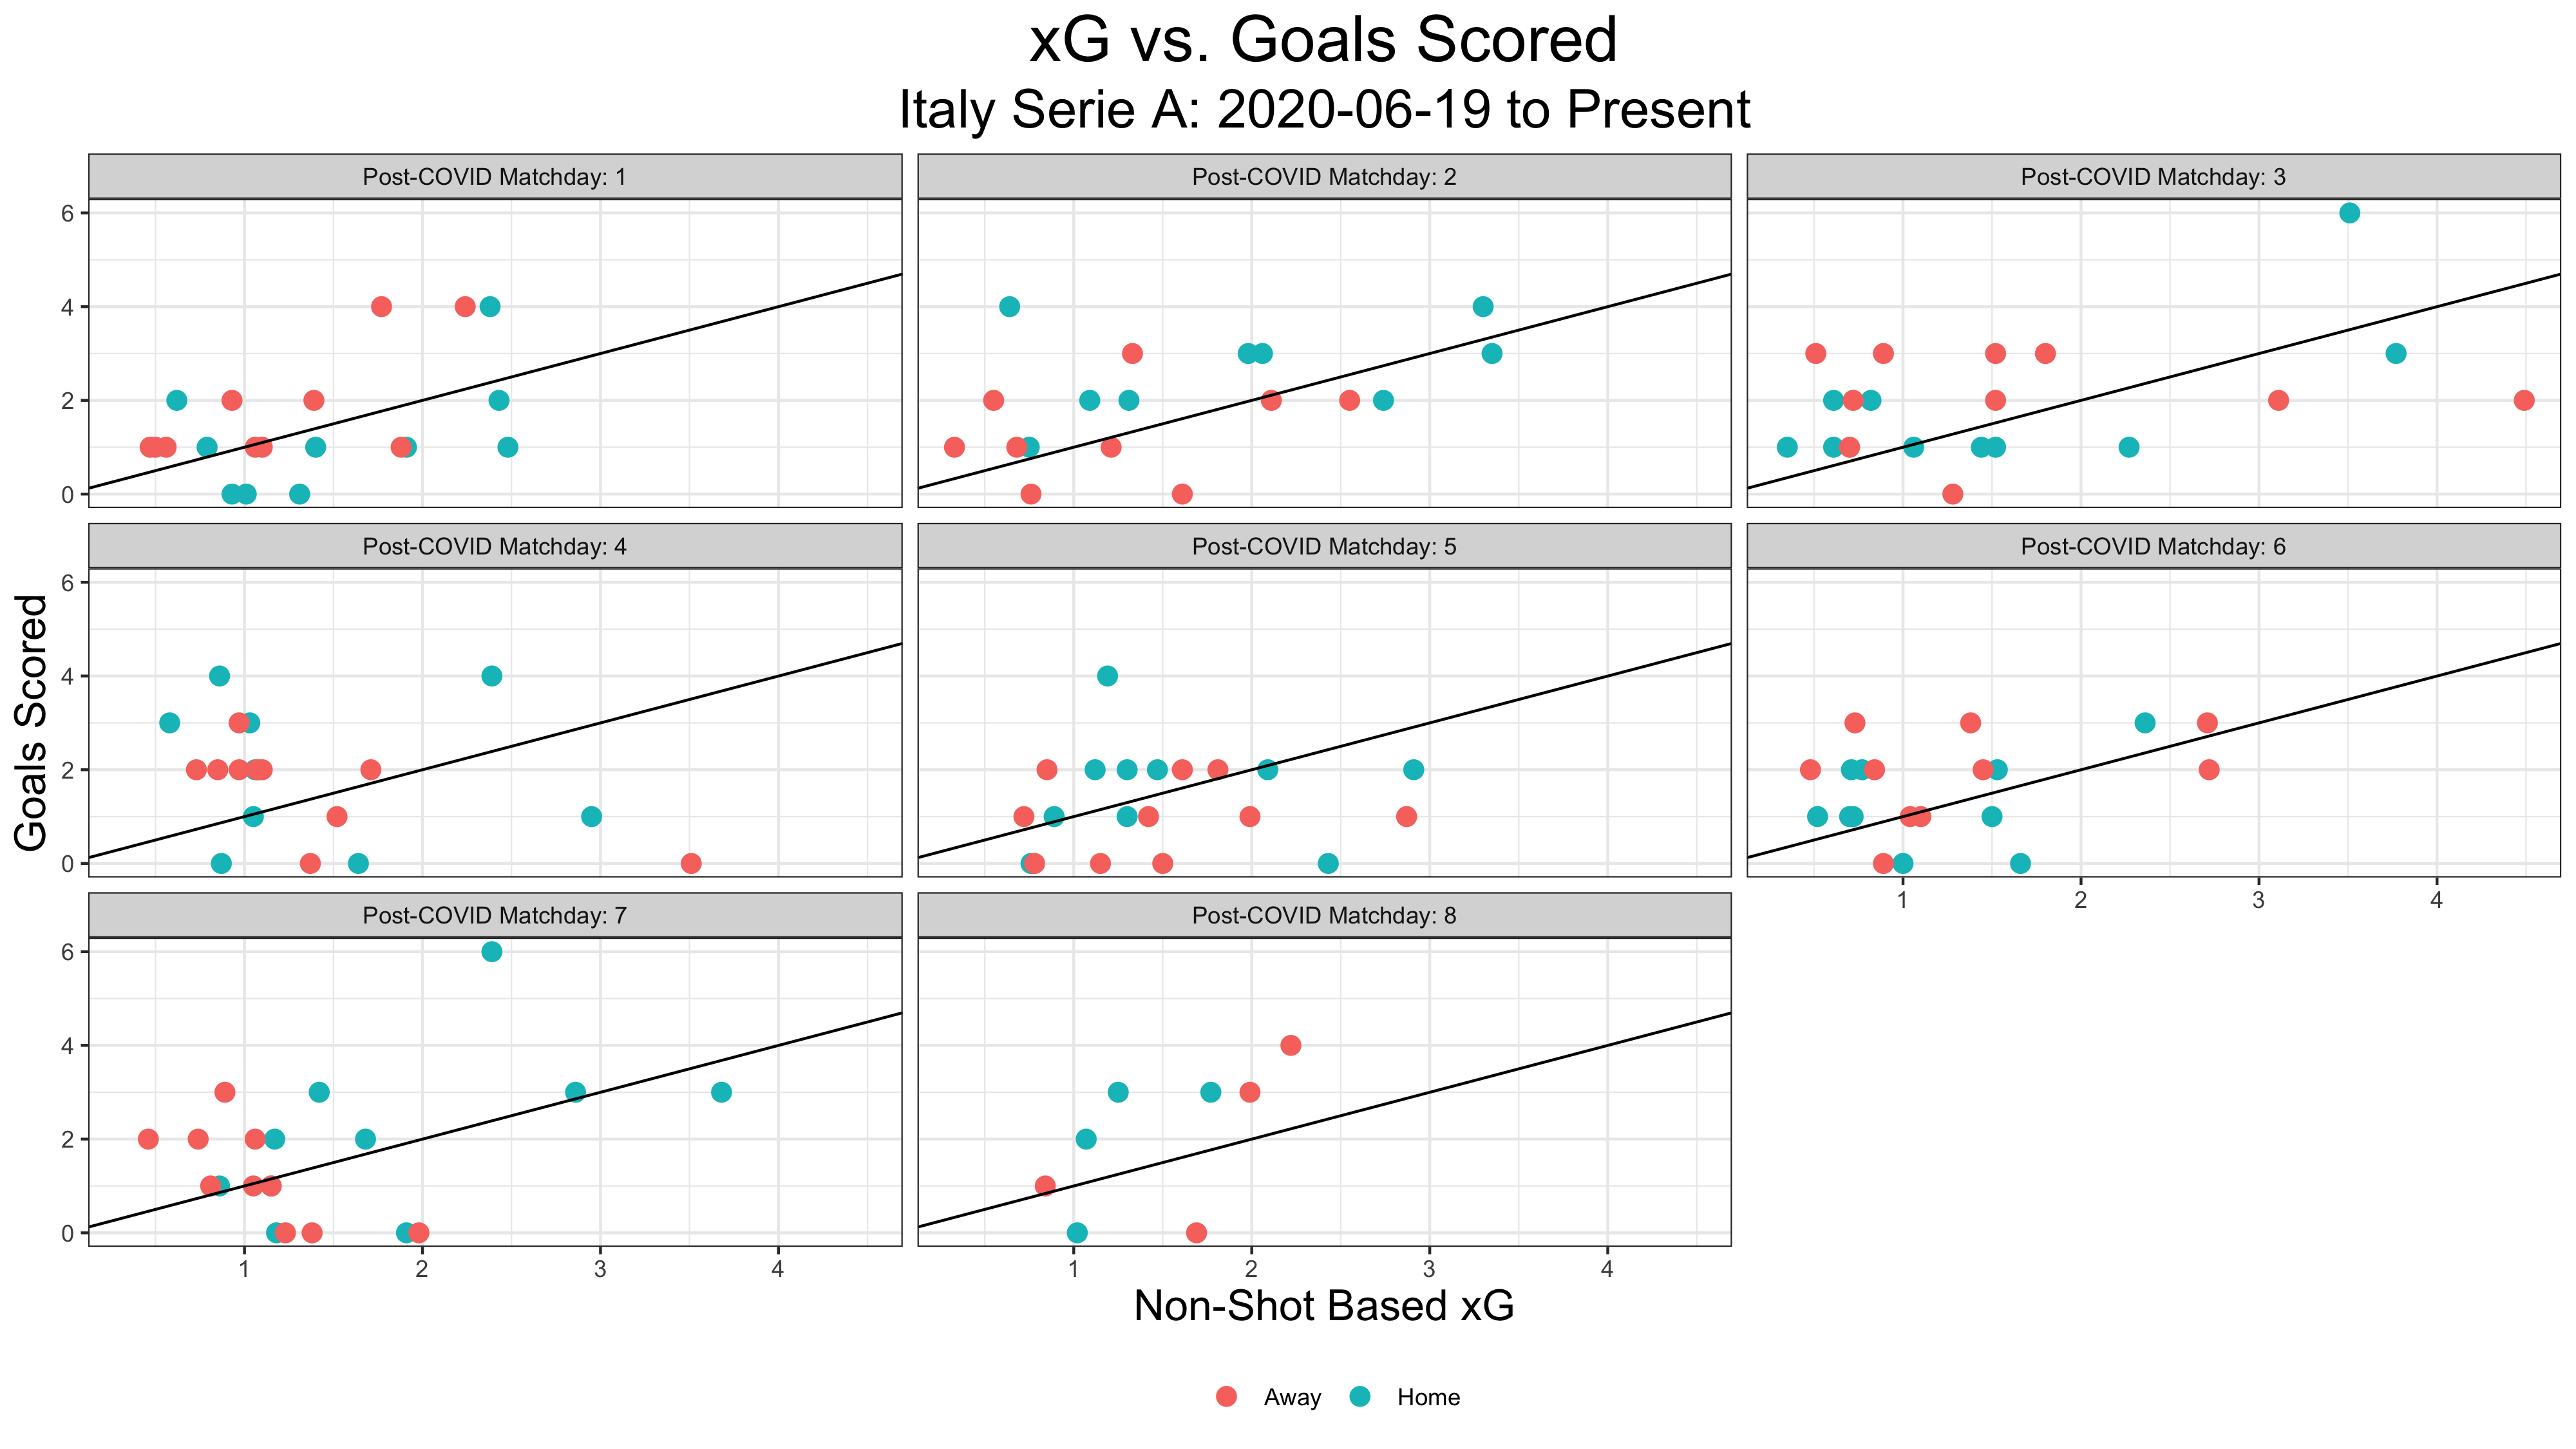 xG vs. Goals Scored
Italy Serie A: 2020-06-19 to Present
Post-COVID Matchday: 1
Post-COVID Matchday: 2
Post-COVID Matchday: 3
6
4
2
0
Post-COVID Matchday: 4
Post-COVID Matchday: 5
Post-COVID Matchday: 6
6
4
2
0
1 2 3 4
Post-COVID Matchday: 7
Post-COVID Matchday: 8
6
4
2
0
1 2 3 4
1 2 3 4
Goals Scored
Non-Shot Based xG
Away
Home